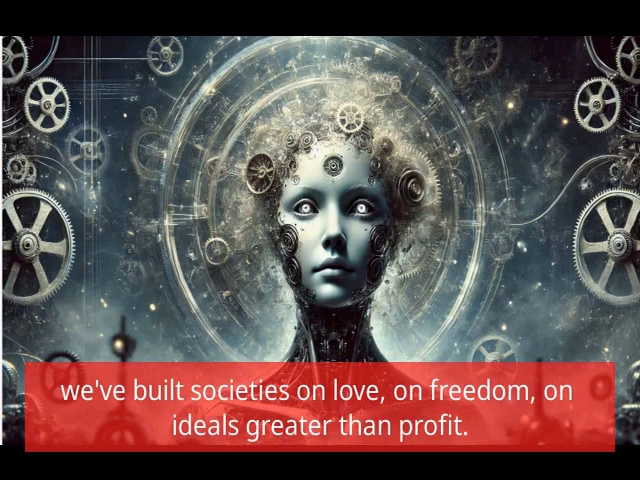 we've built societies on love, on freedom, on
ideals greater than profit.